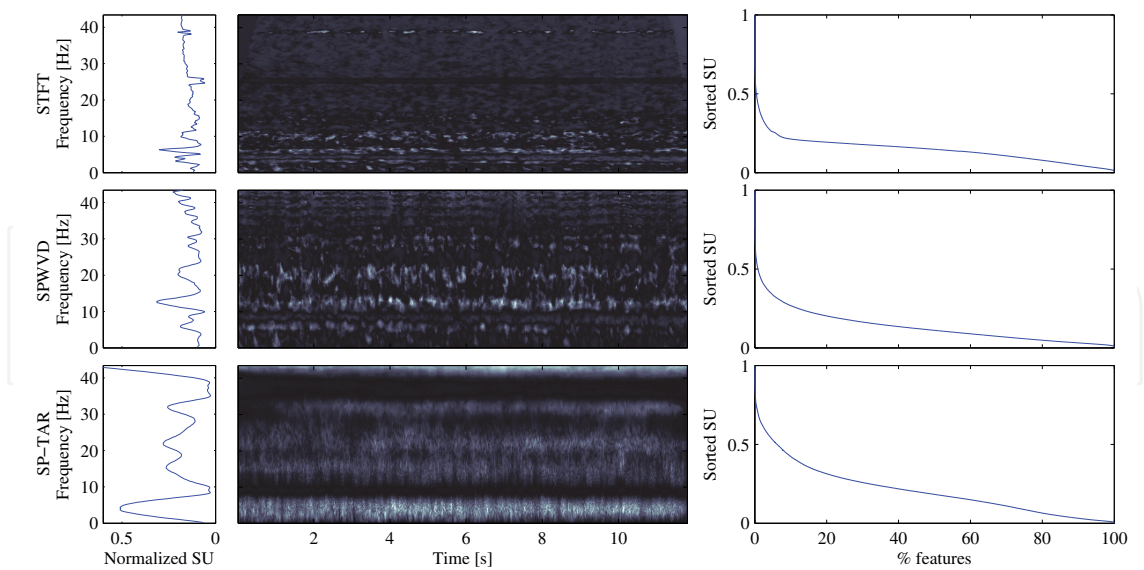 STFT
Frequency [Hz]
40
30
20
10
0
1
0.5
0
Sorted SU
SPWVD
Frequency [Hz]
40
30
20
10
0
1
0.5
0
Sorted SU
SP−TAR
Frequency [Hz]
40
30
20
10
0
0.5 0
Normalized SU
2 4 6 8 10
Time [s]
1
0.5
0
Sorted SU
0 20 40 60 80 100
% features